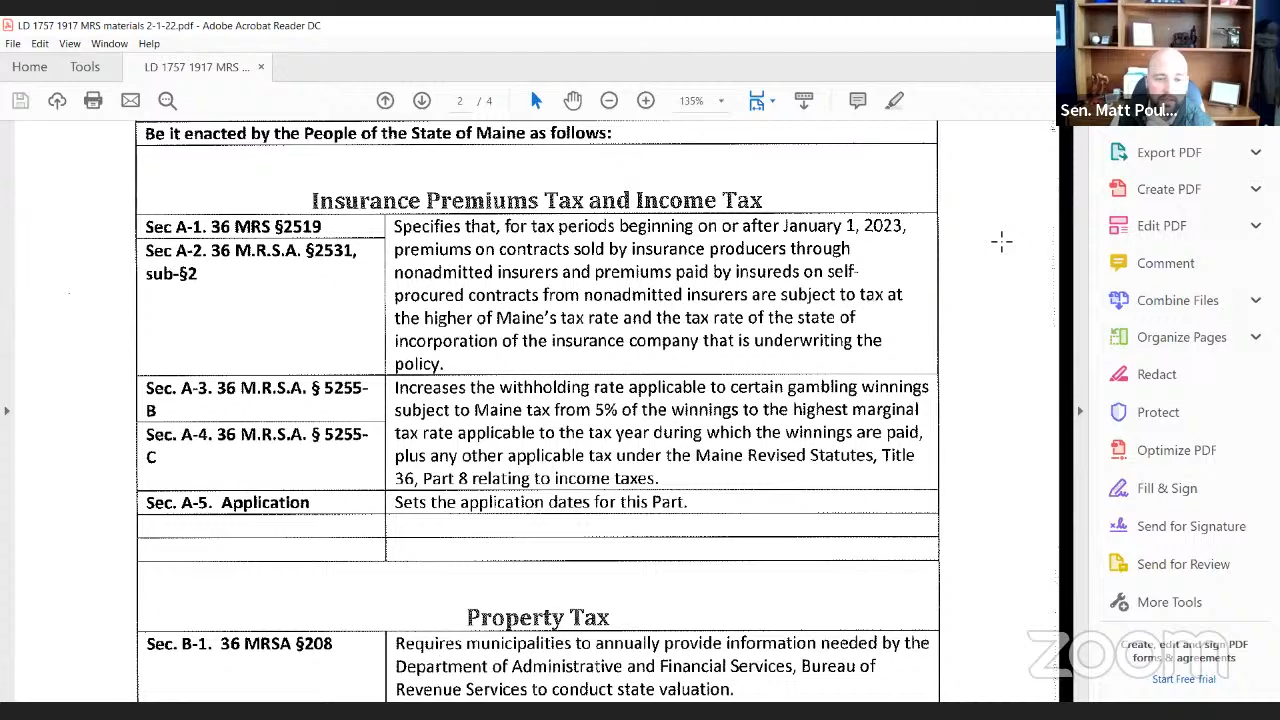 LD 1757 1917 MRS materials 2-1-22.pdf - Adobe Acrobat Reader DC
File Edit View Window Help
Home Tools LD 1757 1917 MRS ... ×
2 / 4 135%
Sen. Matt Poul...
Be it enacted by the People of the State of Maine as follows:
Insurance Premiums Tax and Income Tax
Sec A-1. 36 MRS §2519
Sec A-2. 36 M.R.S.A. §2531,
sub-§2
Specifies that, for tax periods beginning on or after January 1, 2023,
premiums on contracts sold by insurance producers through
nonadmitted insurers and premiums paid by insureds on self-
procured contracts from nonadmitted insurers are subject to tax at
the higher of Maine's tax rate and the tax rate of the state of
incorporation of the insurance company that is underwriting the
policy.
Sec. A-3. 36 M.R.S.A. § 5255-
B
Sec. A-4. 36 M.R.S.A. § 5255-
C
Increases the withholding rate applicable to certain gambling winnings
subject to Maine tax from 5% of the winnings to the highest marginal
tax rate applicable to the tax year during which the winnings are paid,
plus any other applicable tax under the Maine Revised Statutes, Title
36, Part 8 relating to income taxes.
Sec. A-5. Application
Sets the application dates for this Part.
Property Tax
Sec. B-1. 36 MRSA §208
Requires municipalities to annually provide information needed by the
Department of Administrative and Financial Services, Bureau of
Revenue Services to conduct state valuation.
Export PDF
Create PDF
Edit PDF
Comment
Combine Files
Organize Pages
Redact
Protect
Optimize PDF
Fill & Sign
Send for Signature
Send for Review
More Tools
Create, edit and sign PDF
forms & agreements
Start Free Trial
zoom